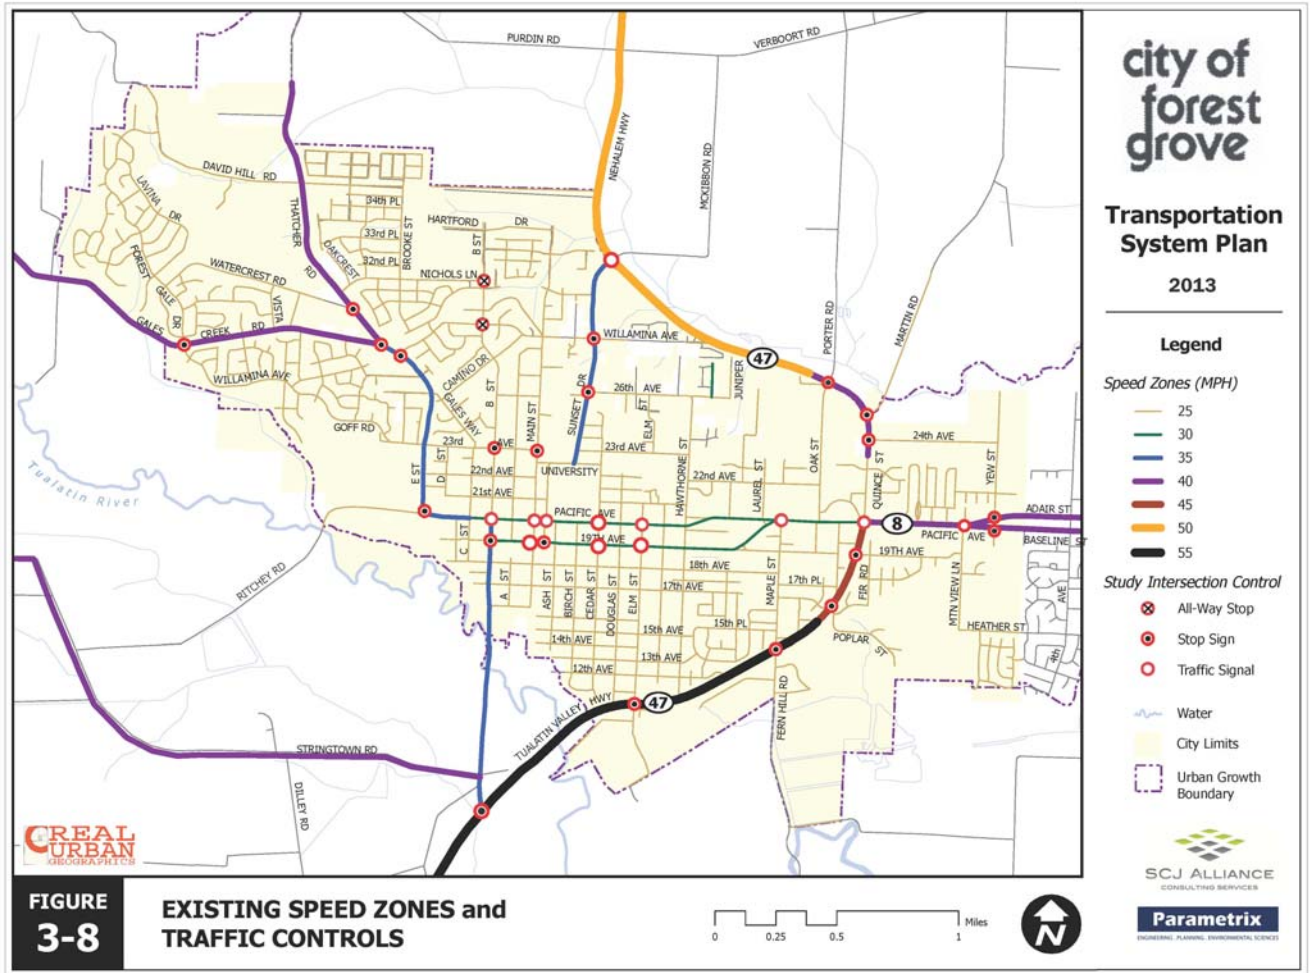 PURDIN RD
VERBOORT RD
NEHALEM HWY
MCKIBBON RD
DAVID HILL RD
LAVINA DR
THATCHER RD
34th PL
BROOKE ST
HARTFORD DR
33rd PL
B ST
OAKCREST
32nd PL
NICHOLS LN
FOREST GALE DR
WATERCREST RD
VISTA
GALES CREEK RD
WILLAMINA AVE
PORTER RD
MARTIN RD
47
WILLAMINA AVE
CAMINO DR
JUNIPER
B ST
GALES WAY
MAIN ST
SUNSET DR
26th AVE
ELM ST
GOFF RD
23rd AVE
23rd AVE
24th AVE
E ST
D ST
22nd AVE
UNIVERSITY
HAWTHORNE ST
22nd AVE
LAUREL ST
OAK ST
QUINCE ST
YEW ST
21st AVE
Tualatin River
PACIFIC AVE
8
ADAIR ST
PACIFIC AVE
BASELINE ST
C ST
19TH AVE
19TH AVE
18th AVE
RITCHEY RD
A ST
ASH ST
BIRCH ST
CEDAR ST
DOUGLAS ST
ELM ST
17th AVE
MAPLE ST
17th PL
FIR RD
MTN VIEW LN
AVE
15th AVE
15th PL
POPLAR ST
HEATHER ST
14th AVE
13th AVE
4th
12th AVE
FERN HILL RD
47
TUALATIN VALLEY HWY
STRINGTOWN RD
DILLEY RD
REAL
URBAN
GEOGRAPHICS
city of
forest
grove
Transportation
System Plan
2013
Legend
Speed Zones (MPH)
25
30
35
40
45
50
55
Study Intersection Control
All-Way Stop
Stop Sign
Traffic Signal
Water
City Limits
Urban Growth
Boundary
SCJ ALLIANCE
CONSULTING SERVICES
Parametrix
ENGINEERING . PLANNING . ENVIRONMENTAL SCIENCES
FIGURE
3-8
EXISTING SPEED ZONES and
TRAFFIC CONTROLS
Miles
0 0.25 0.5 1
N